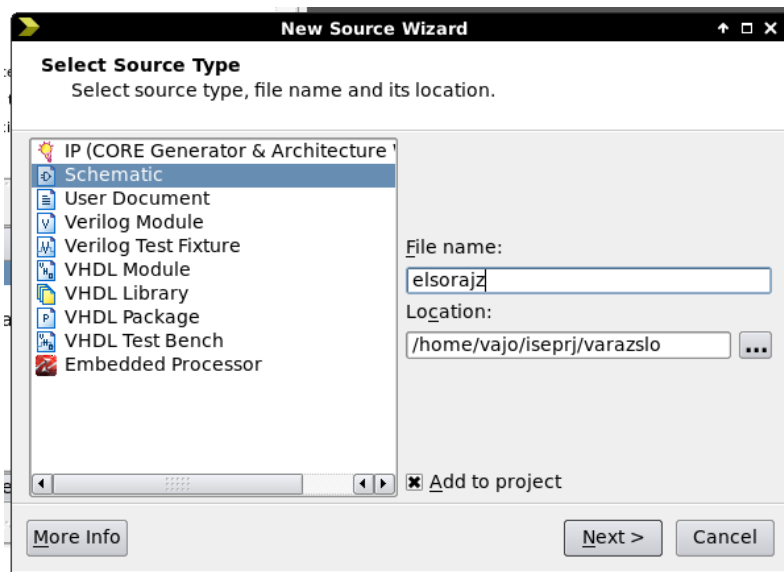 New Source Wizard
Select Source Type
Select source type, file name and its location.
IP (CORE Generator & Architecture
Schematic
User Document
Verilog Module
Verilog Test Fixture
VHDL Module
VHDL Library
VHDL Package
VHDL Test Bench
Embedded Processor
File name:
elsorajz
Location:
/home/vajo/iseprj/varazslo
...
Add to project
More Info
Next >
Cancel